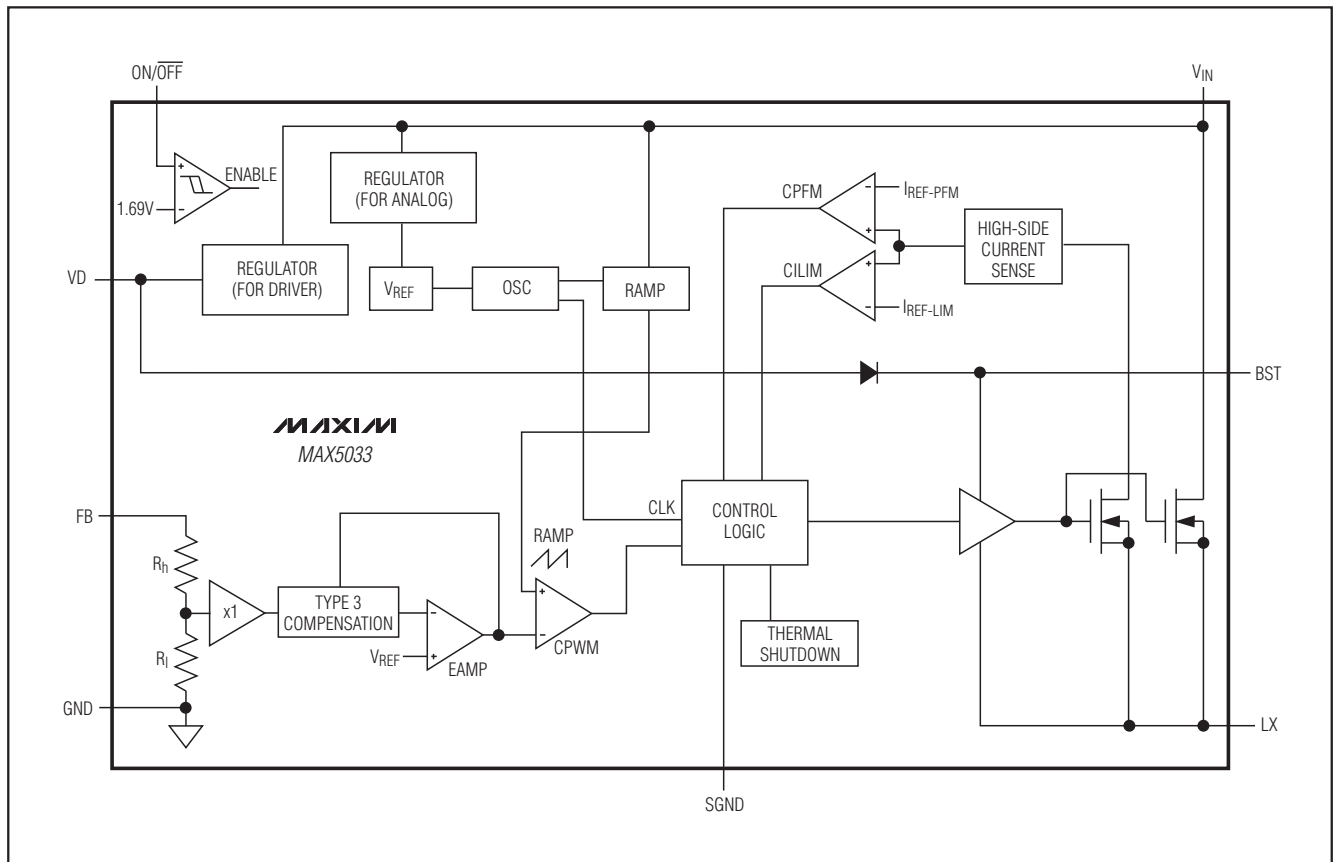 ON/OFF
VIN
ENABLE
1.69V
REGULATOR
(FOR ANALOG)
CPFM
IREF-PFM
HIGH-SIDE
CURRENT
SENSE
VD
REGULATOR
(FOR DRIVER)
VREF
OSC
RAMP
CILIM
IREF-LIM
BST
MAXIM
MAX5033
FB
Rh
x1
Rl
GND
TYPE 3
COMPENSATION
VREF
EAMP
RAMP
CPWM
CLK
CONTROL
LOGIC
THERMAL
SHUTDOWN
LX
SGND